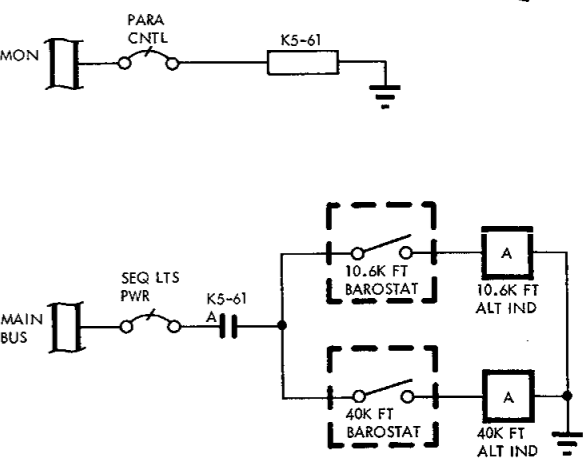 PARA
CNTL
K5-61
MON
10.6K FT
BAROSTAT
A
10.6K FT
ALT IND
SEQ LTS
PWR
K5-61
A
MAIN
BUS
40K FT
BAROSTAT
A
40K FT
ALT IND